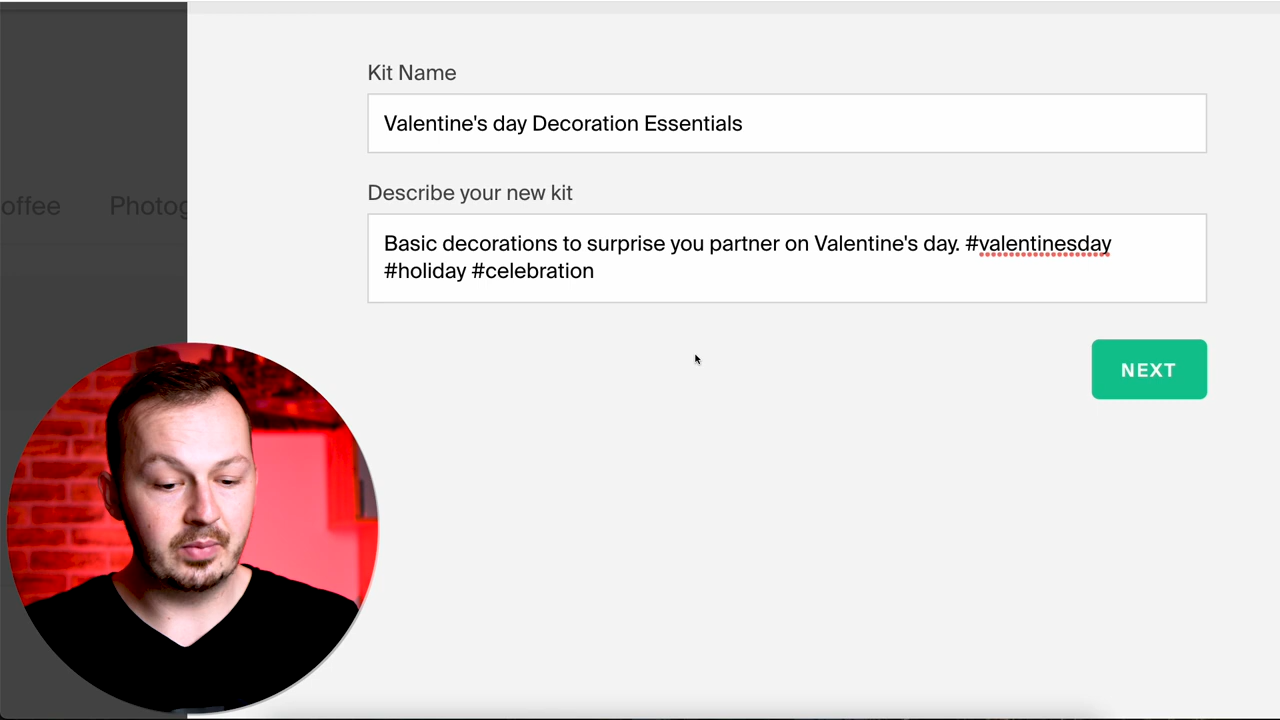 Kit Name
Valentine's day Decoration Essentials
Describe your new kit
Basic decorations to surprise you partner on Valentine's day. #valentinesday
#holiday #celebration
offee Photog
NEXT